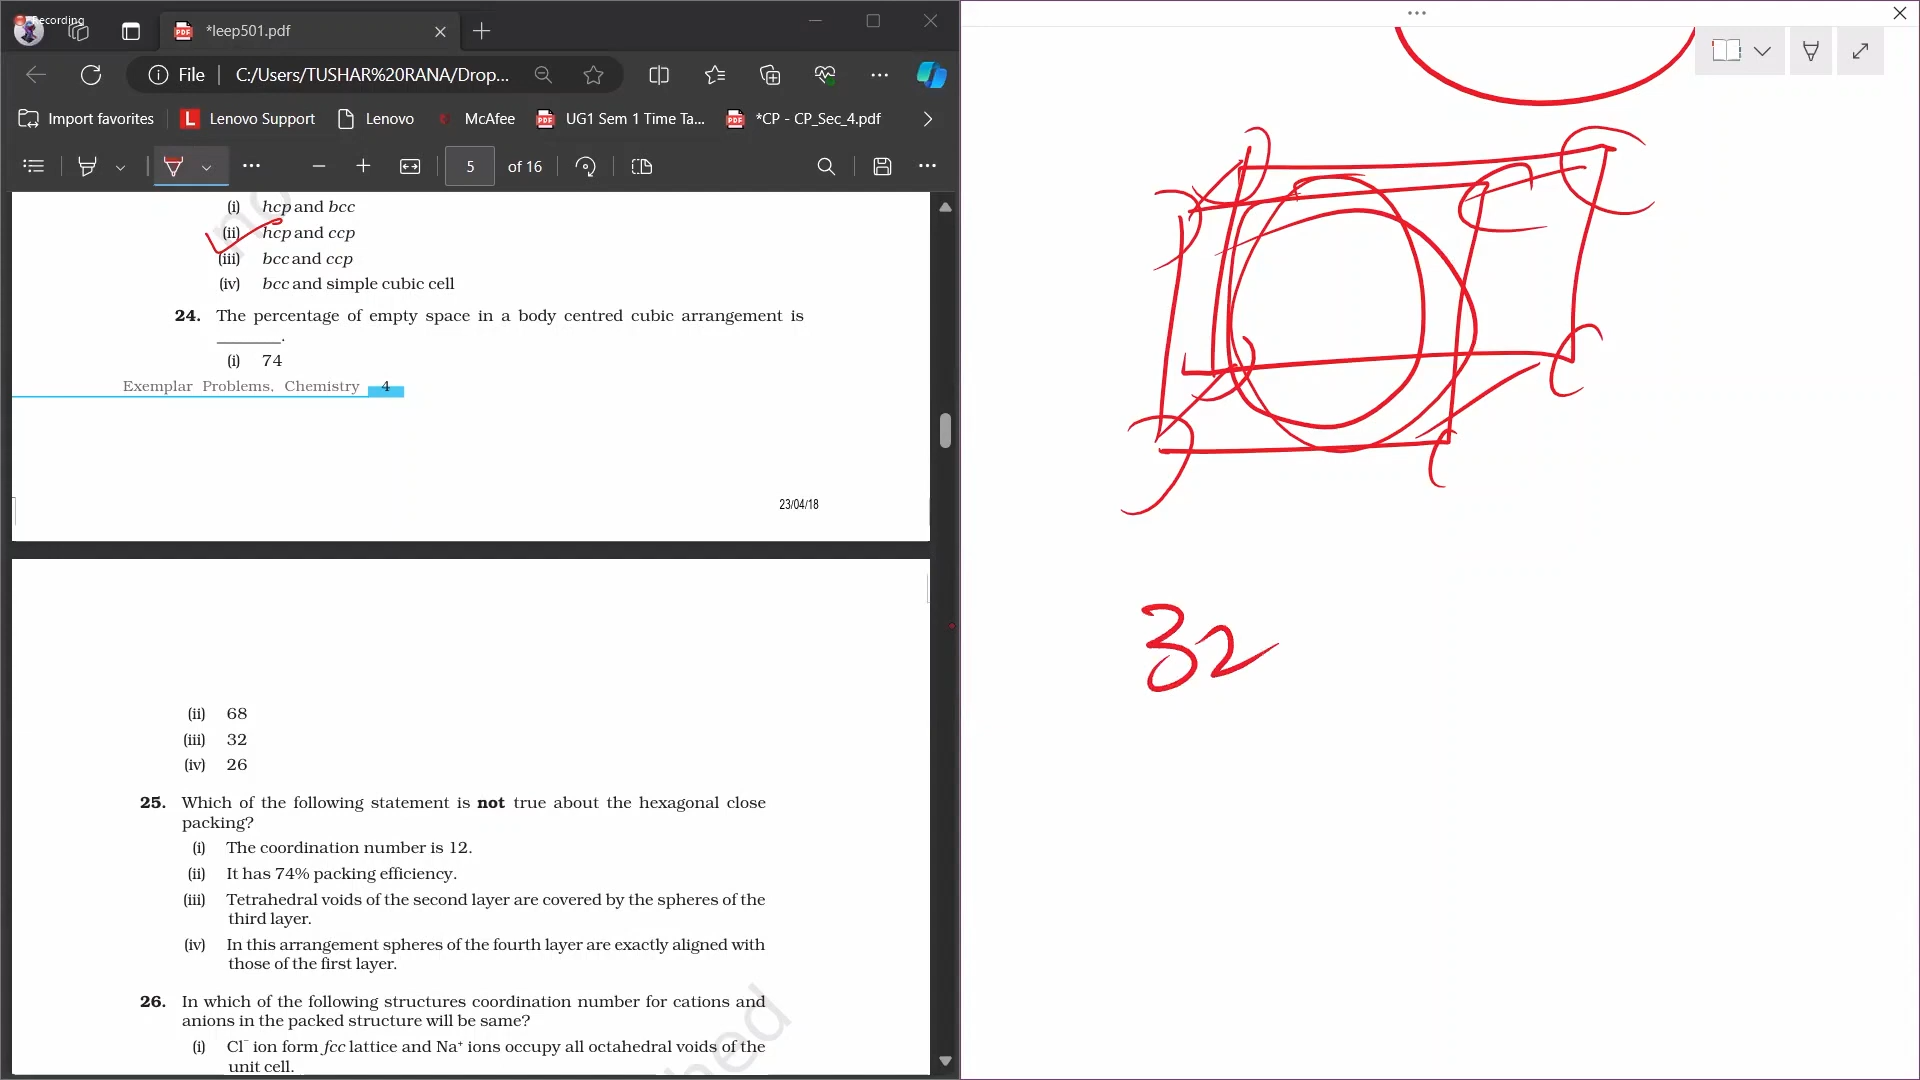 Recording
*leep501.pdf
File
C:/Users/TUSHAR%20RANA/Drop...
Import favorites
Lenovo Support
Lenovo
McAfee
UG1 Sem 1 Time Ta...
*CP - CP_Sec_4.pdf
5 of 16
(i) hcp and bcc
(ii) hcp and ccp
(iii) bcc and ccp
(iv) bcc and simple cubic cell
24. The percentage of empty space in a body centred cubic arrangement is
________.
(i) 74
Exemplar Problems, Chemistry 4
23/04/18
(ii) 68
(iii) 32
(iv) 26
25. Which of the following statement is not true about the hexagonal close
packing?
(i) The coordination number is 12.
(ii) It has 74% packing efficiency.
(iii) Tetrahedral voids of the second layer are covered by the spheres of the
third layer.
(iv) In this arrangement spheres of the fourth layer are exactly aligned with
those of the first layer.
26. In which of the following structures coordination number for cations and
anions in the packed structure will be same?
(i) Cl⁻ ion form fcc lattice and Na⁺ ions occupy all octahedral voids of the
unit cell.
32